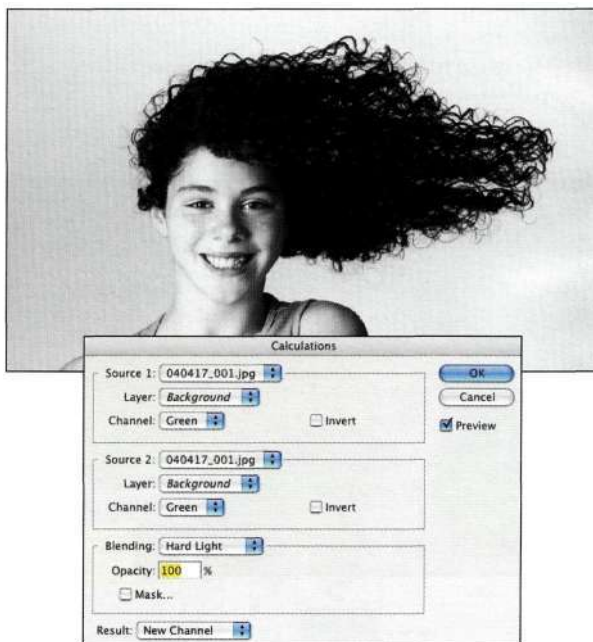 Calculations
Source 1: 040417_001.jpg
OK
Layer: Background
Cancel
Channel: Green
Invert
Preview
Source 2: 040417_001.jpg
Layer: Background
Channel: Green
Invert
Blending: Hard Light
Opacity: 100 %
Mask...
Result: New Channel